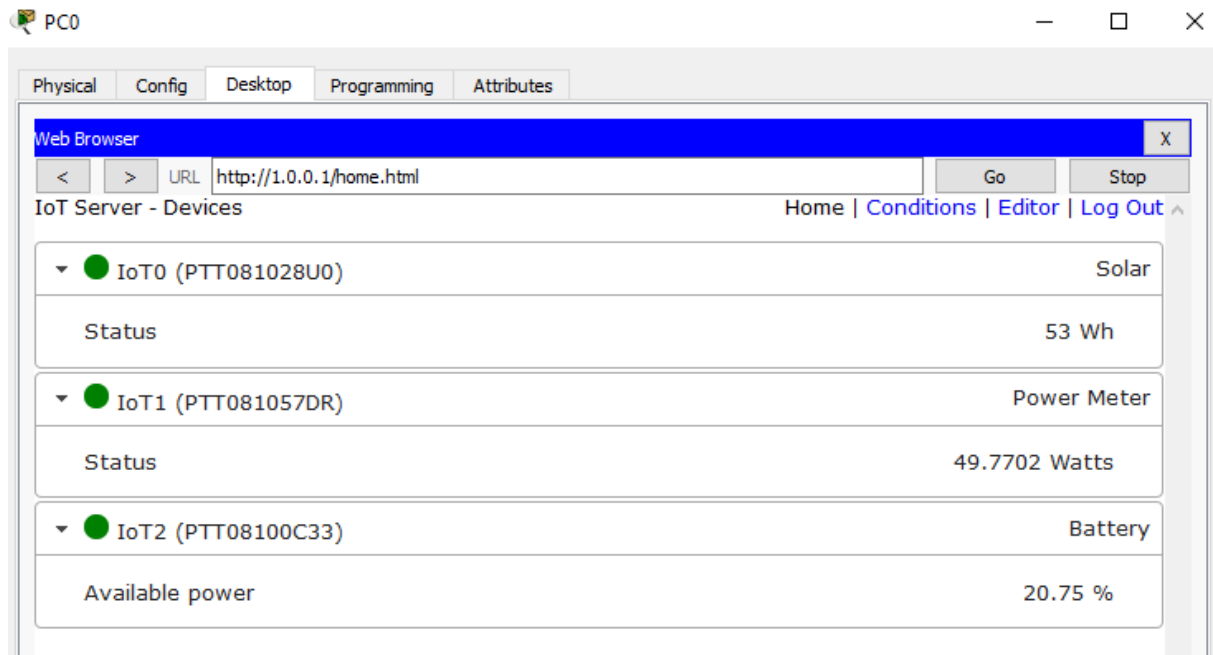 PC0
Physical Config Desktop Programming Attributes
Web Browser X
< > URL http://1.0.0.1/home.html Go Stop
IoT Server - Devices Home | Conditions | Editor | Log Out
IoT0 (PTT081028U0) Solar
Status 53 Wh
IoT1 (PTT081057DR) Power Meter
Status 49.7702 Watts
IoT2 (PTT08100C33) Battery
Available power 20.75 %